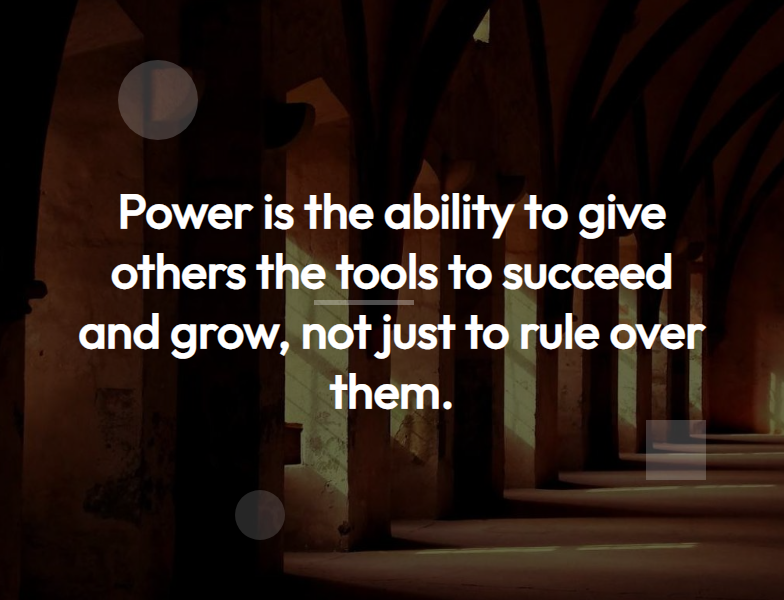 Power is the ability to give
others the tools to succeed
and grow, not just to rule over
them.